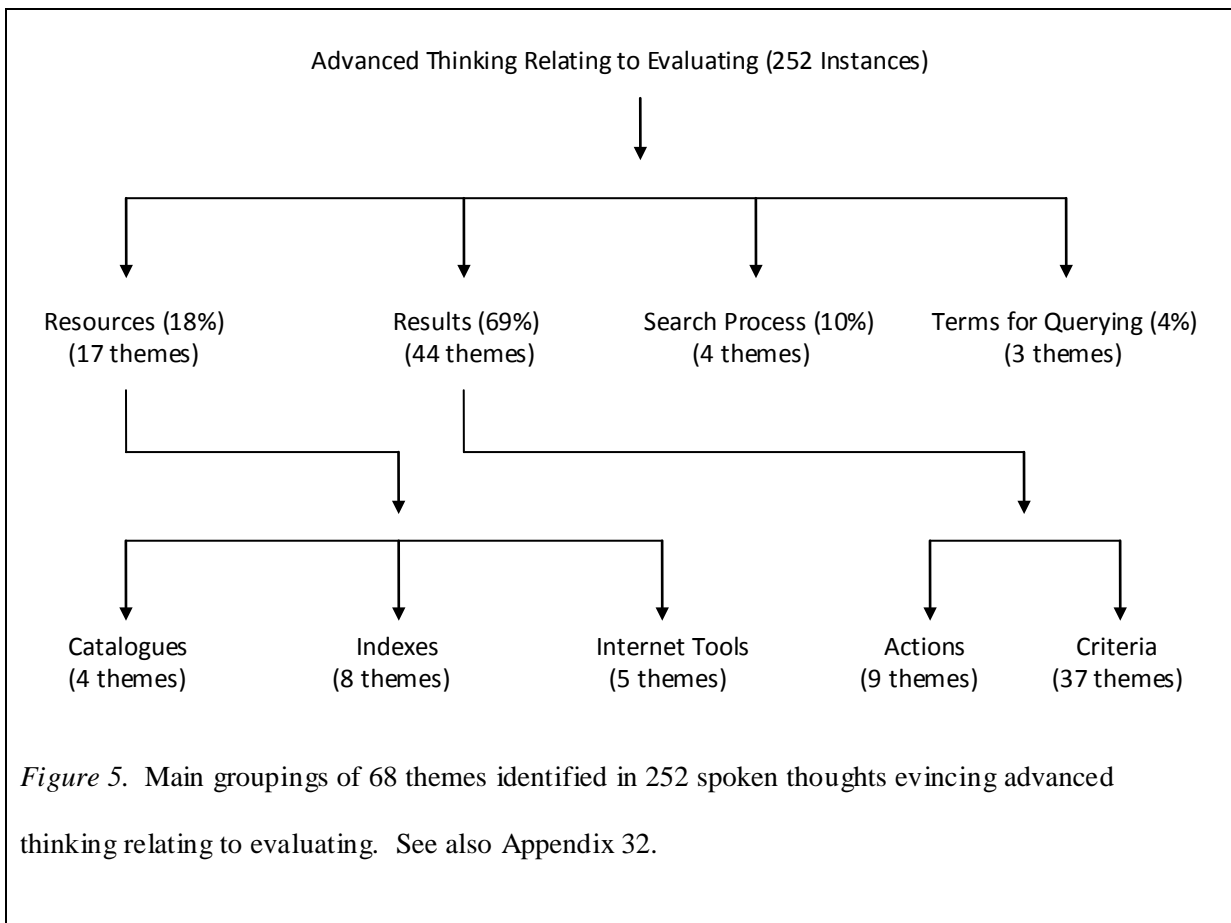 Advanced Thinking Relating to Evaluating (252 Instances)
Resources (18%)
(17 themes)
Results (69%)
(44 themes)
Search Process (10%)
(4 themes)
Terms for Querying (4%)
(3 themes)
Catalogues
(4 themes)
Indexes
(8 themes)
Internet Tools
(5 themes)
Actions
(9 themes)
Criteria
(37 themes)
Figure 5. Main groupings of 68 themes identified in 252 spoken thoughts evincing advanced
thinking relating to evaluating. See also Appendix 32.